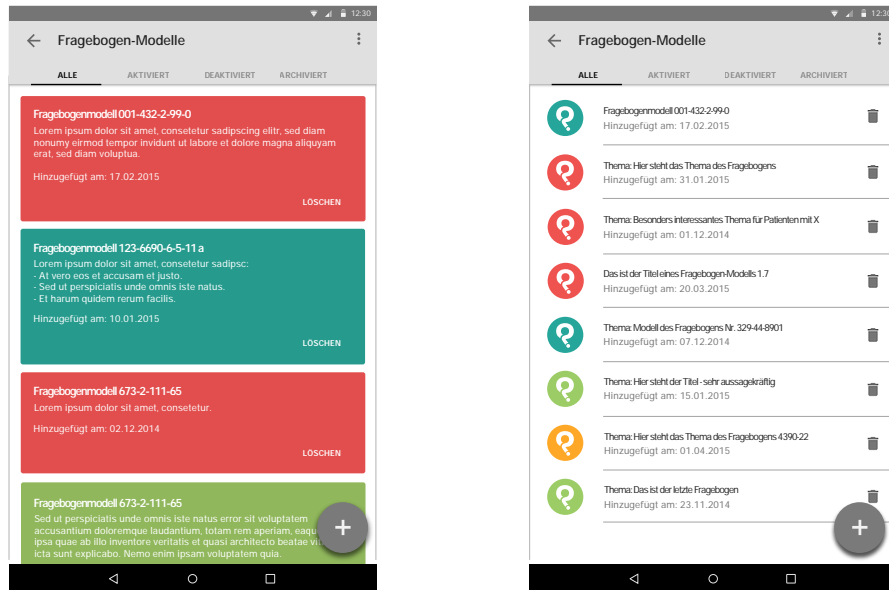 12:30
Fragebogen-Modelle
ALLE AKTIVIERT DEAKTIVIERT ARCHIVIERT
Fragebogenmodell 001-432-2-99-0
Lorem ipsum dolor sit amet, consetetur sadipscing elitr, sed diam
nonumy eirmod tempor invidunt ut labore et dolore magna aliquyam
erat, sed diam voluptua.
Hinzugefügt am: 17.02.2015
LÖSCHEN
Fragebogenmodell 123-6690-6-5-11 a
Lorem ipsum dolor sit amet, consetetur sadipsc:
- At vero eos et accusam et justo.
- Sed ut perspiciatis unde omnis iste natus.
- Et harum quidem rerum facilis.
Hinzugefügt am: 10.01.2015
LÖSCHEN
Fragebogenmodell 673-2-111-65
Lorem ipsum dolor sit amet, consetetur.
Hinzugefügt am: 02.12.2014
LÖSCHEN
Fragebogenmodell 673-2-111-65
Sed ut perspiciatis unde omnis iste natus error sit voluptatem
accusantium doloremque laudantium, totam rem aperiam, eaqu
ipsa quae ab illo inventore veritatis et quasi architecto beatae vi
icta sunt explicabo. Nemo enim ipsam voluptatem quia.
12:30
Fragebogen-Modelle
ALLE AKTIVIERT DEAKTIVIERT ARCHIVIERT
Fragebogenmodell 001-432-2-99-0
Hinzugefügt am: 17.02.2015
Thema: Hier steht das Thema des Fragebogens
Hinzugefügt am: 31.01.2015
Thema: Besonders interessantes Thema für Patienten mit X
Hinzugefügt am: 01.12.2014
Das ist der Titel eines Fragebogen-Modells 1.7
Hinzugefügt am: 20.03.2015
Thema: Modell des Fragebogens Nr. 329-44-8901
Hinzugefügt am: 07.12.2014
Thema: Hier steht der Titel - sehr aussagekräftig
Hinzugefügt am: 15.01.2015
Thema: Hier steht das Thema des Fragebogens 4390-22
Hinzugefügt am: 01.04.2015
Thema: Das ist der letzte Fragebogen
Hinzugefügt am: 23.11.2014